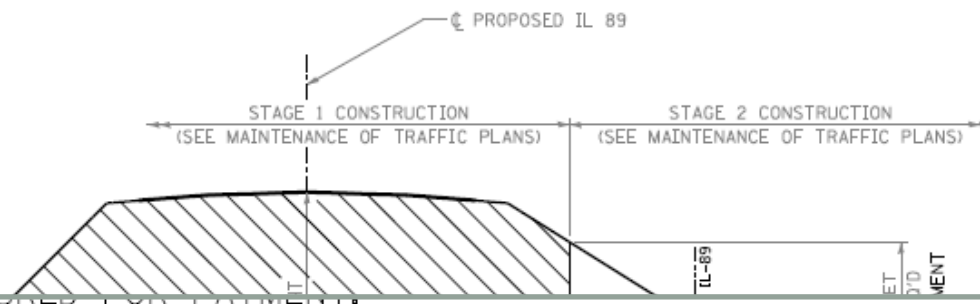 ℄ PROPOSED IL 89
STAGE 1 CONSTRUCTION
(SEE MAINTENANCE OF TRAFFIC PLANS)
STAGE 2 CONSTRUCTION
(SEE MAINTENANCE OF TRAFFIC PLANS)
IL-89